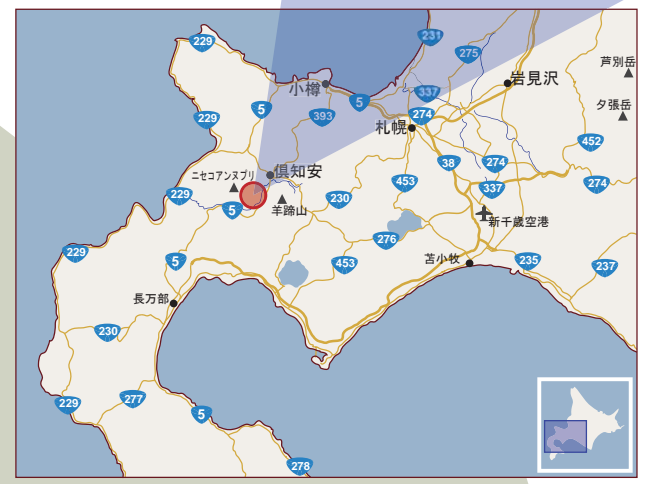 229
231
275
芦別岳
岩見沢
小樽
5
337
夕張岳
5
393
274
229
札幌
452
38
274
ニセコアンヌプリ
倶知安
453
337
274
229
230
5
羊蹄山
新千歳空港
276
229
5
453
苫小牧
235
237
長万部
230
277
229
5
278